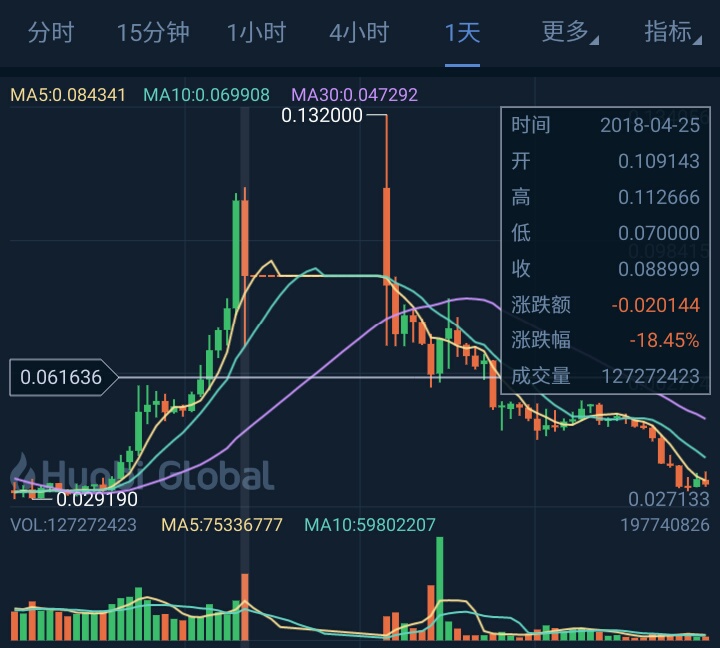 分时 15分钟 1小时 4小时 1天 更多 指标
MA5:0.084341 MA10:0.069908 MA30:0.047292
0.132000
时间 2018-04-25
开 0.109143
高 0.112666
低 0.070000
0.098415
收 0.088999
涨跌额 -0.020144
涨跌幅 -18.45%
成交量 127272423
0.061636
Huobi Global
0.029190
0.027133
VOL:127272423 MA5:75336777 MA10:59802207 197740826